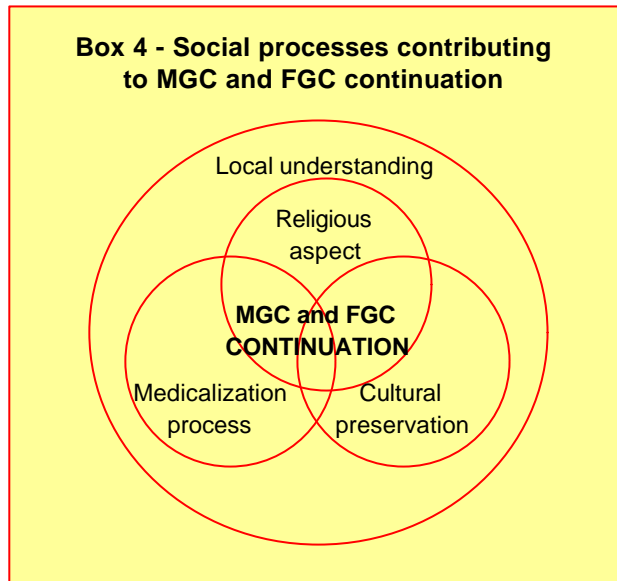 Box 4 - Social processes contributing
to MGC and FGC continuation
Local understanding
Religious
aspect
MGC and FGC
CONTINUATION
Medicalization
process
Cultural
preservation